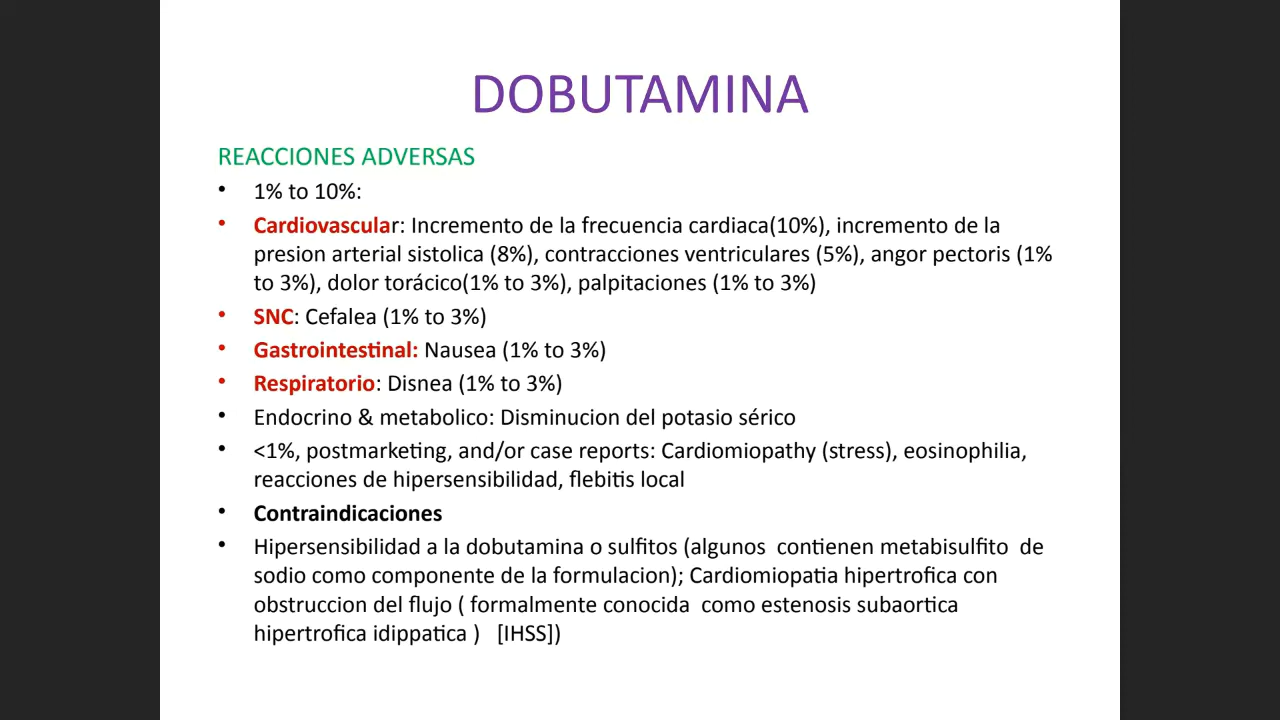 DOBUTAMINA
REACCIONES ADVERSAS
• 1% to 10%:
• Cardiovascular: Incremento de la frecuencia cardiaca(10%), incremento de la
presion arterial sistolica (8%), contracciones ventriculares (5%), angor pectoris (1%
to 3%), dolor torácico(1% to 3%), palpitaciones (1% to 3%)
• SNC: Cefalea (1% to 3%)
• Gastrointestinal: Nausea (1% to 3%)
• Respiratorio: Disnea (1% to 3%)
• Endocrino & metabolico: Disminucion del potasio sérico
• <1%, postmarketing, and/or case reports: Cardiomiopathy (stress), eosinophilia,
reacciones de hipersensibilidad, flebitis local
• Contraindicaciones
• Hipersensibilidad a la dobutamina o sulfitos (algunos  contienen metabisulfito  de
sodio como componente de la formulacion); Cardiomiopatia hipertrofica con
obstruccion del flujo ( formalmente conocida  como estenosis subaortica
hipertrofica idippatica )   [IHSS])